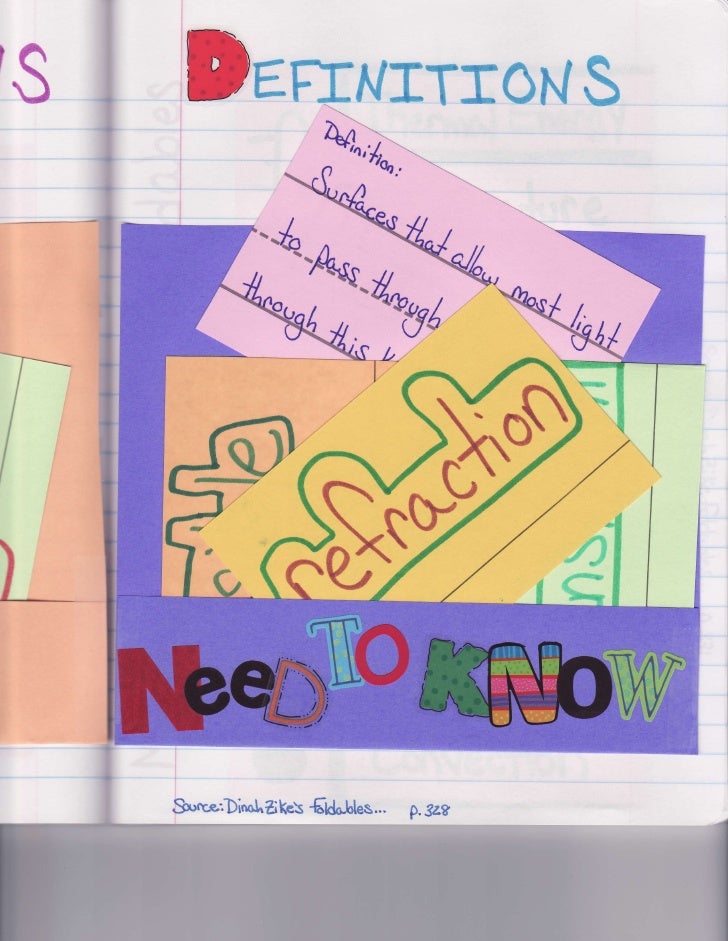 S
DEFINITIONS
Definition:
Surfaces that allow most light
to pass through
through this
refraction
NeeD TO KNOW
Source: Dinah Zike's Foldables... p. 328